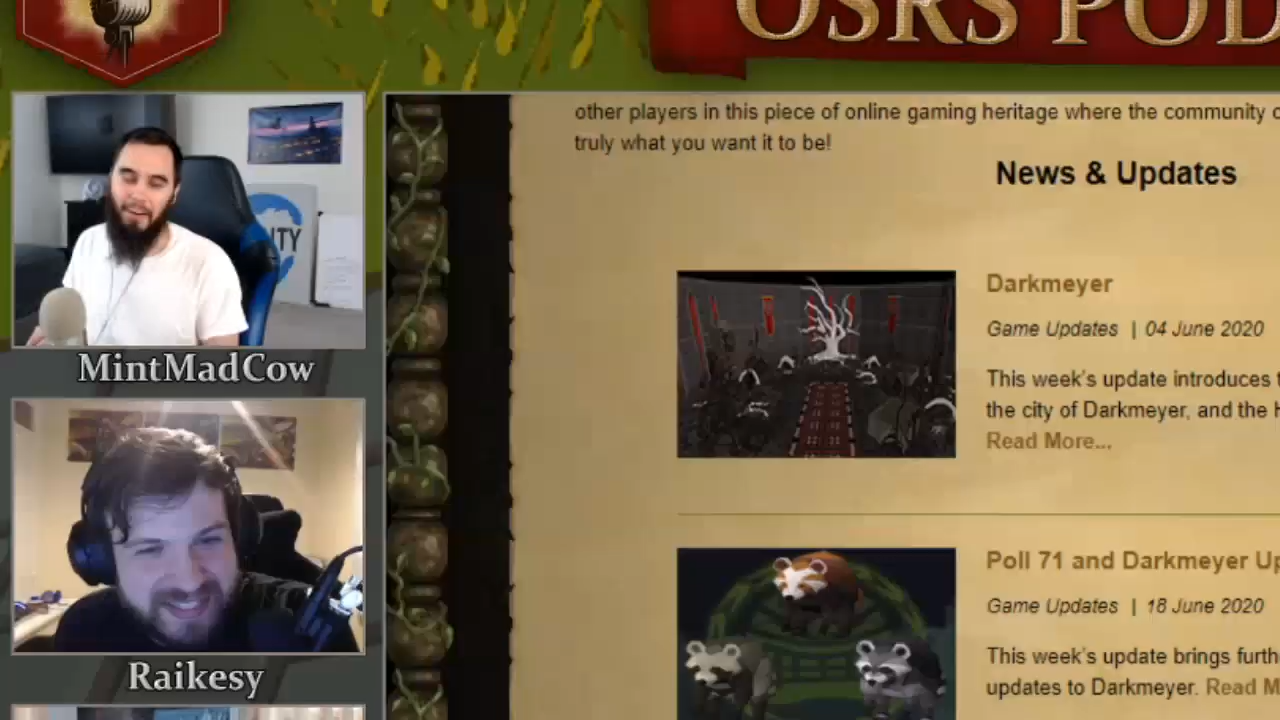 OSRS POD
other players in this piece of online gaming heritage where the community
truly what you want it to be!
News & Updates
Darkmeyer
Game Updates | 04 June 2020
This week's update introduces
the city of Darkmeyer, and the
Read More...
Poll 71 and Darkmeyer
Game Updates | 18 June 2020
This week's update brings
updates to Darkmeyer. Read
MintMadCow
Raikesy